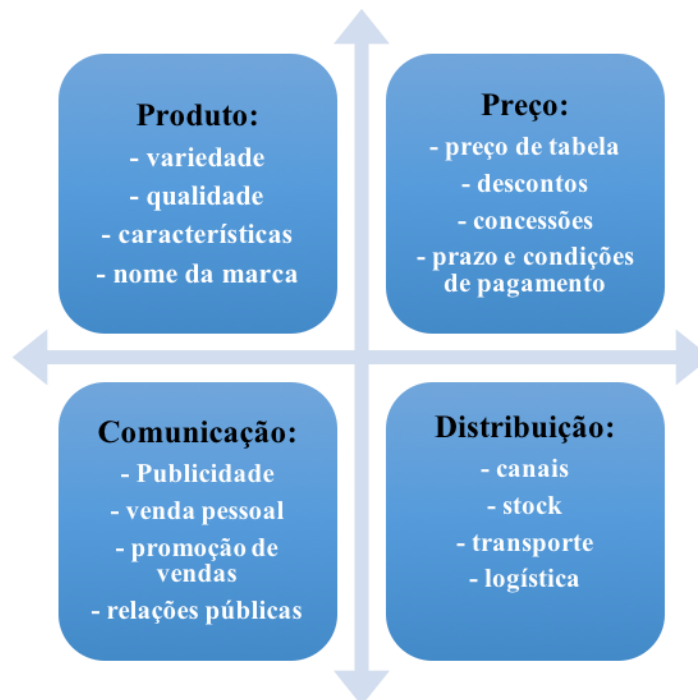 Produto:
- variedade
- qualidade
- características
- nome da marca
Preço:
- preço de tabela
- descontos
- concessões
- prazo e condições
de pagamento
Comunicação:
- Publicidade
- venda pessoal
- promoção de
vendas
- relações públicas
Distribuição:
- canais
- stock
- transporte
- logística